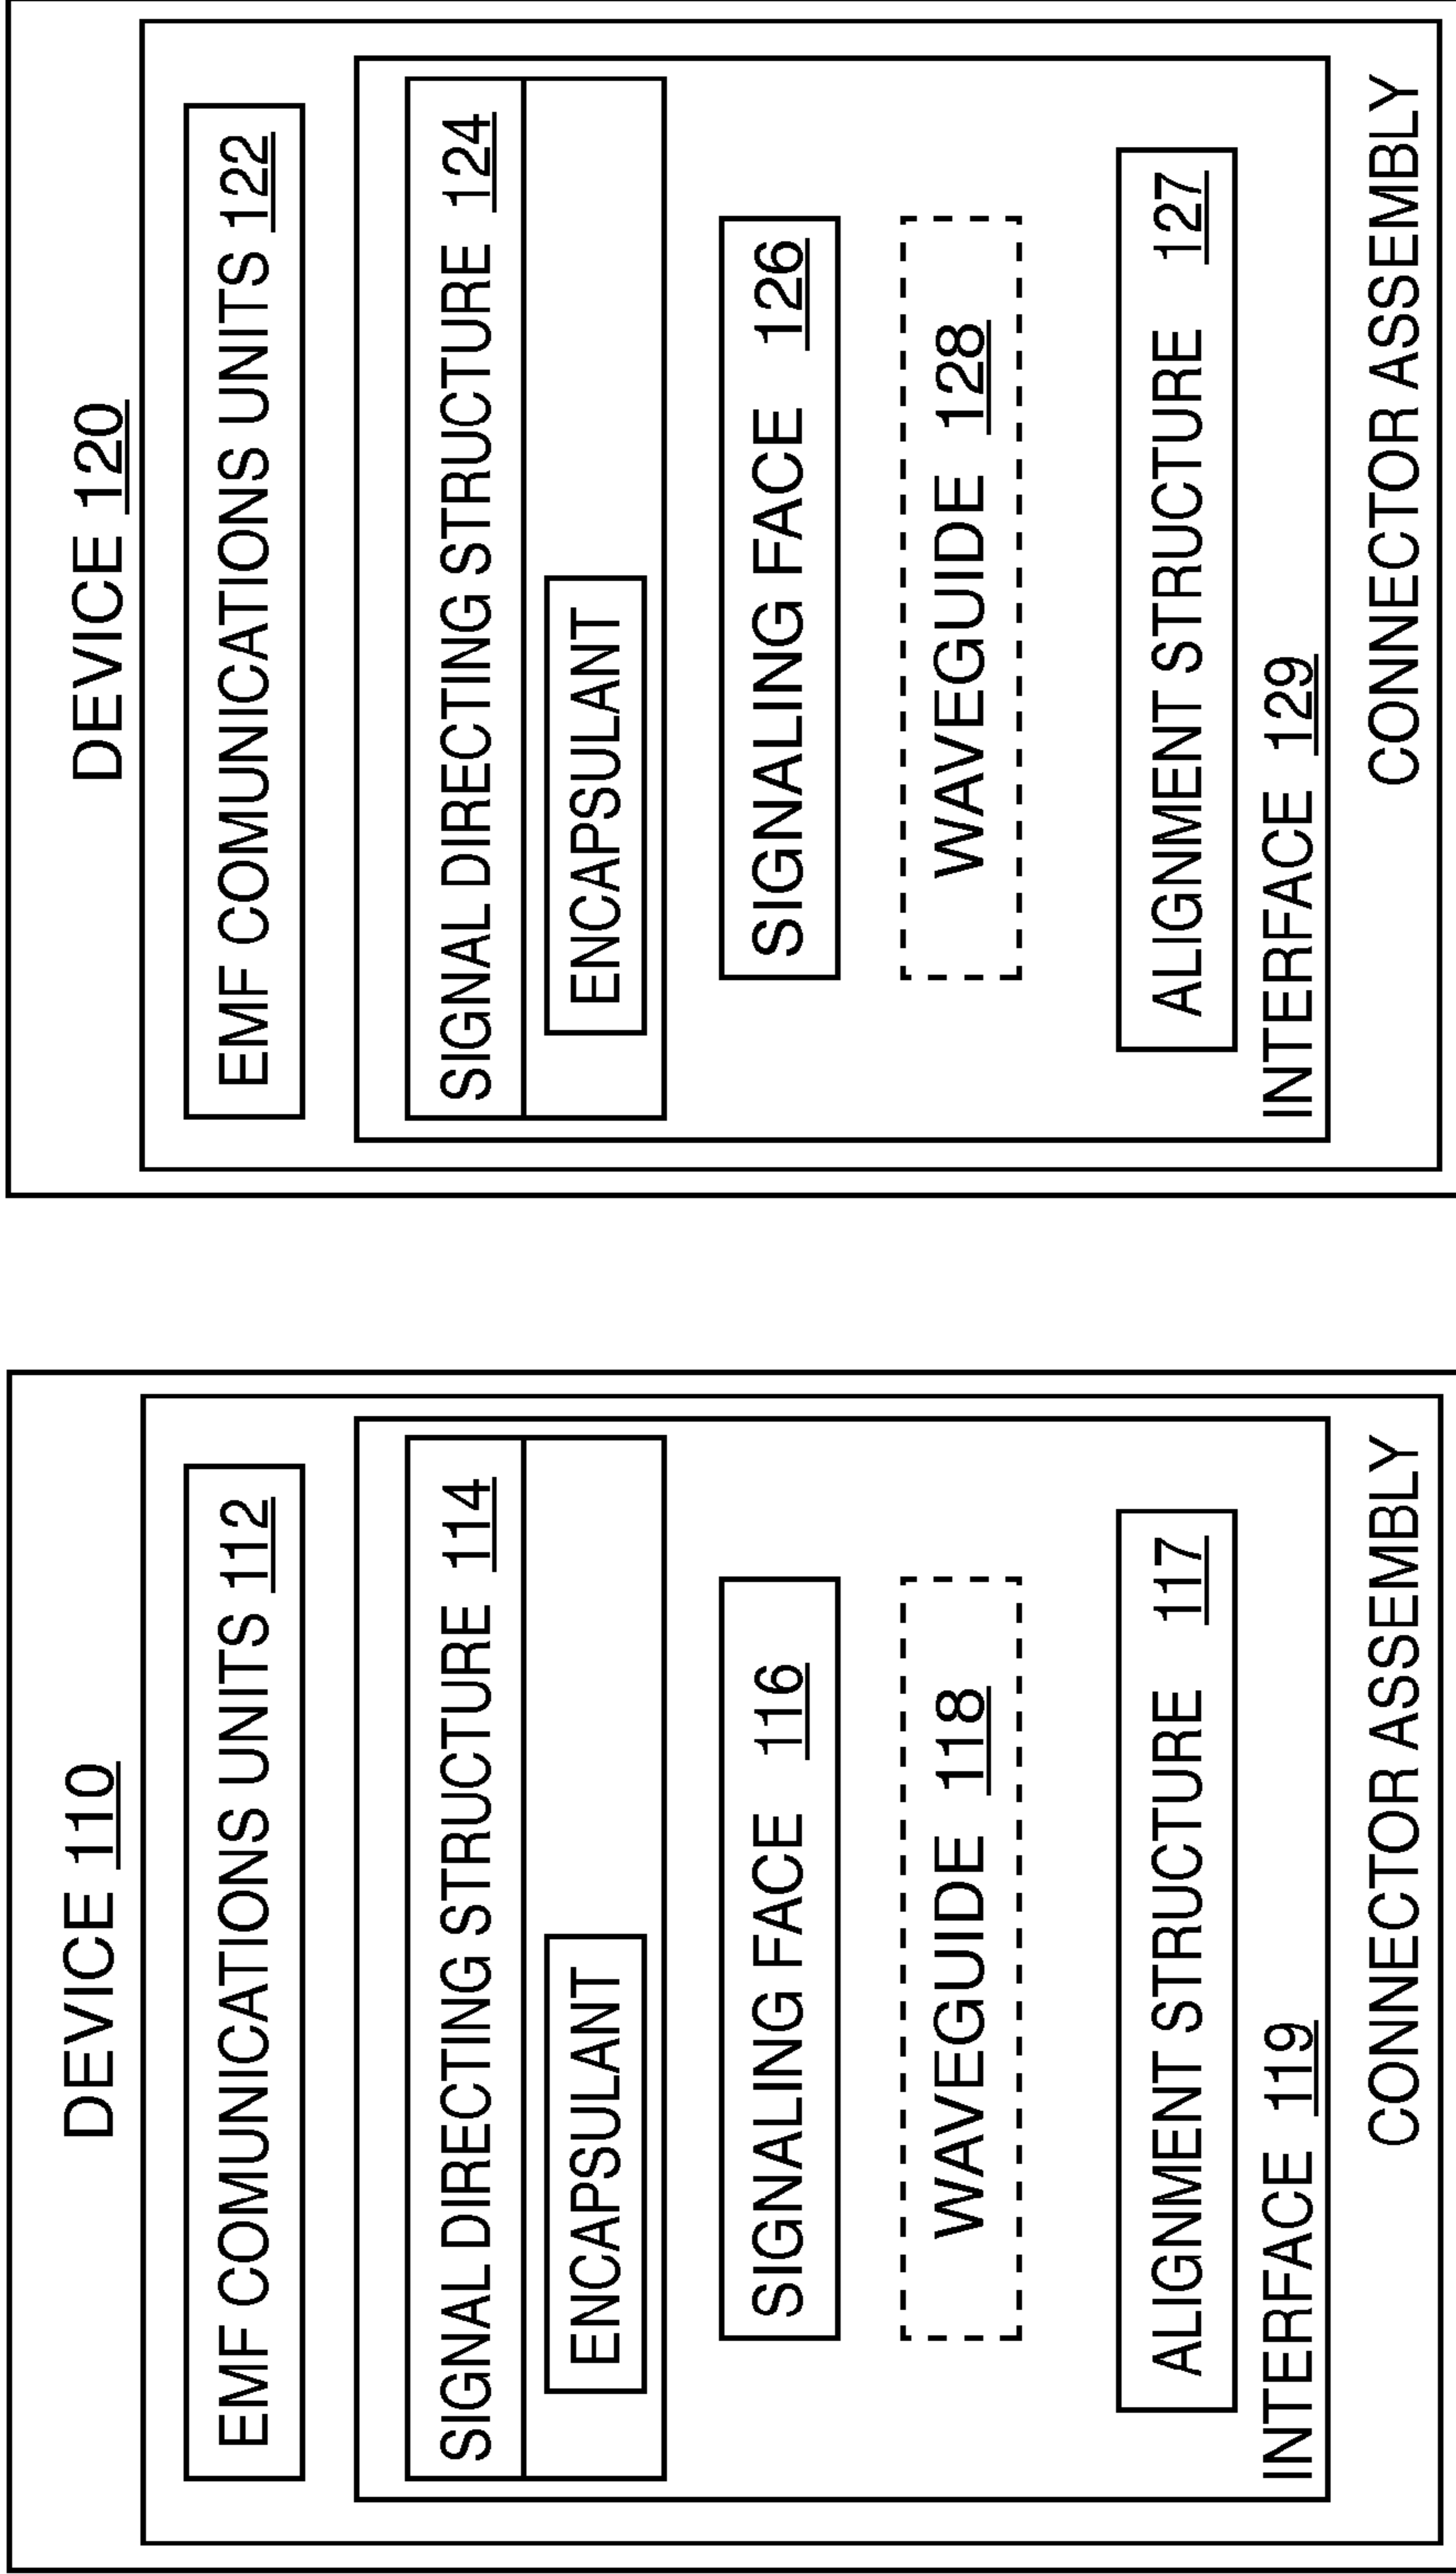 DEVICE 110
EMF COMUNICATIONS UNITS 112
SIGNAL DIRECTING STRUCTURE 114
ENCAPSULANT
SIGNALING FACE 116
WAVEGUIDE 118
ALIGNMENT STRUCTURE 117
INTERFACE 119
CONNECTOR ASSEMBLY
DEVICE 120
EMF COMUNICATIONS UNITS 122
SIGNAL DIRECTING STRUCTURE 124
ENCAPSULANT
SIGNALING FACE 126
WAVEGUIDE 128
ALIGNMENT STRUCTURE 127
INTERFACE 129
CONNECTOR ASSEMBLY